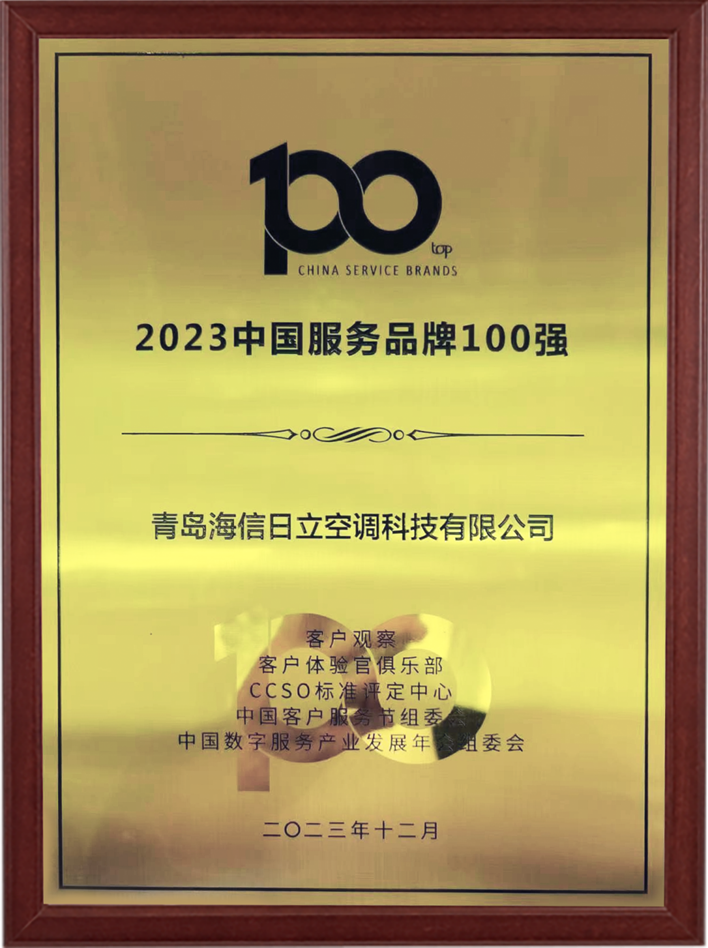 100
top
CHINA SERVICE BRANDS
2023中国服务品牌100强
青岛海信日立空调科技有限公司
100
客户观察
客户体验官俱乐部
CCSO标准评定中心
中国客户服务节组委会
中国数字服务产业发展年会组委会
二〇二三年十二月